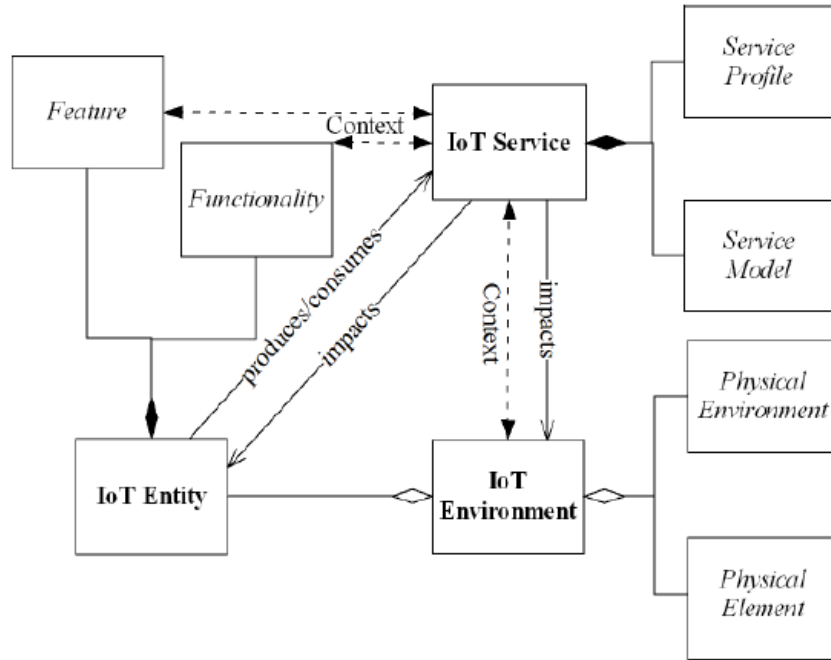 Service
Profile
Feature
Context
IoT Service
Functionality
Service
Model
produces/consumes
impacts
Context
impacts
Physical
Environment
IoT Entity
IoT
Environment
Physical
Element